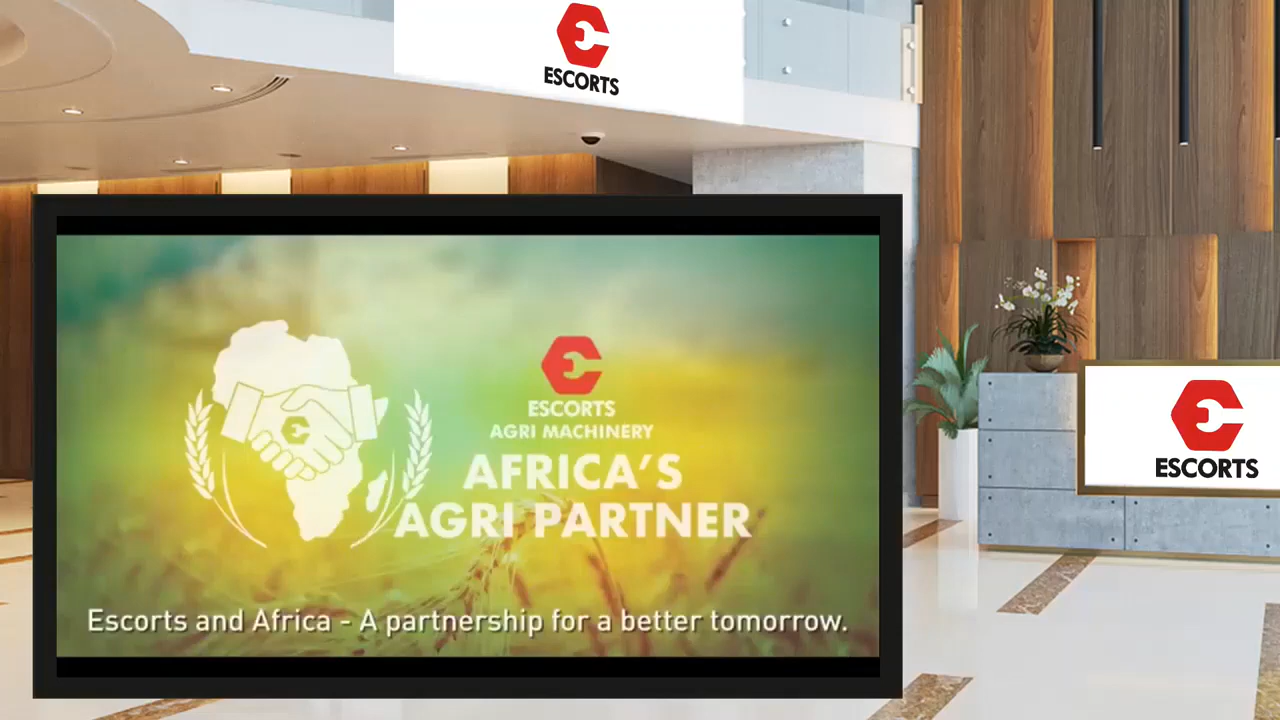 ESCORTS
ESCORTS
AGRI MACHINERY
AFRICA'S
AGRI PARTNER
Escorts and Africa - A partnership for a better tomorrow.
ESCORTS